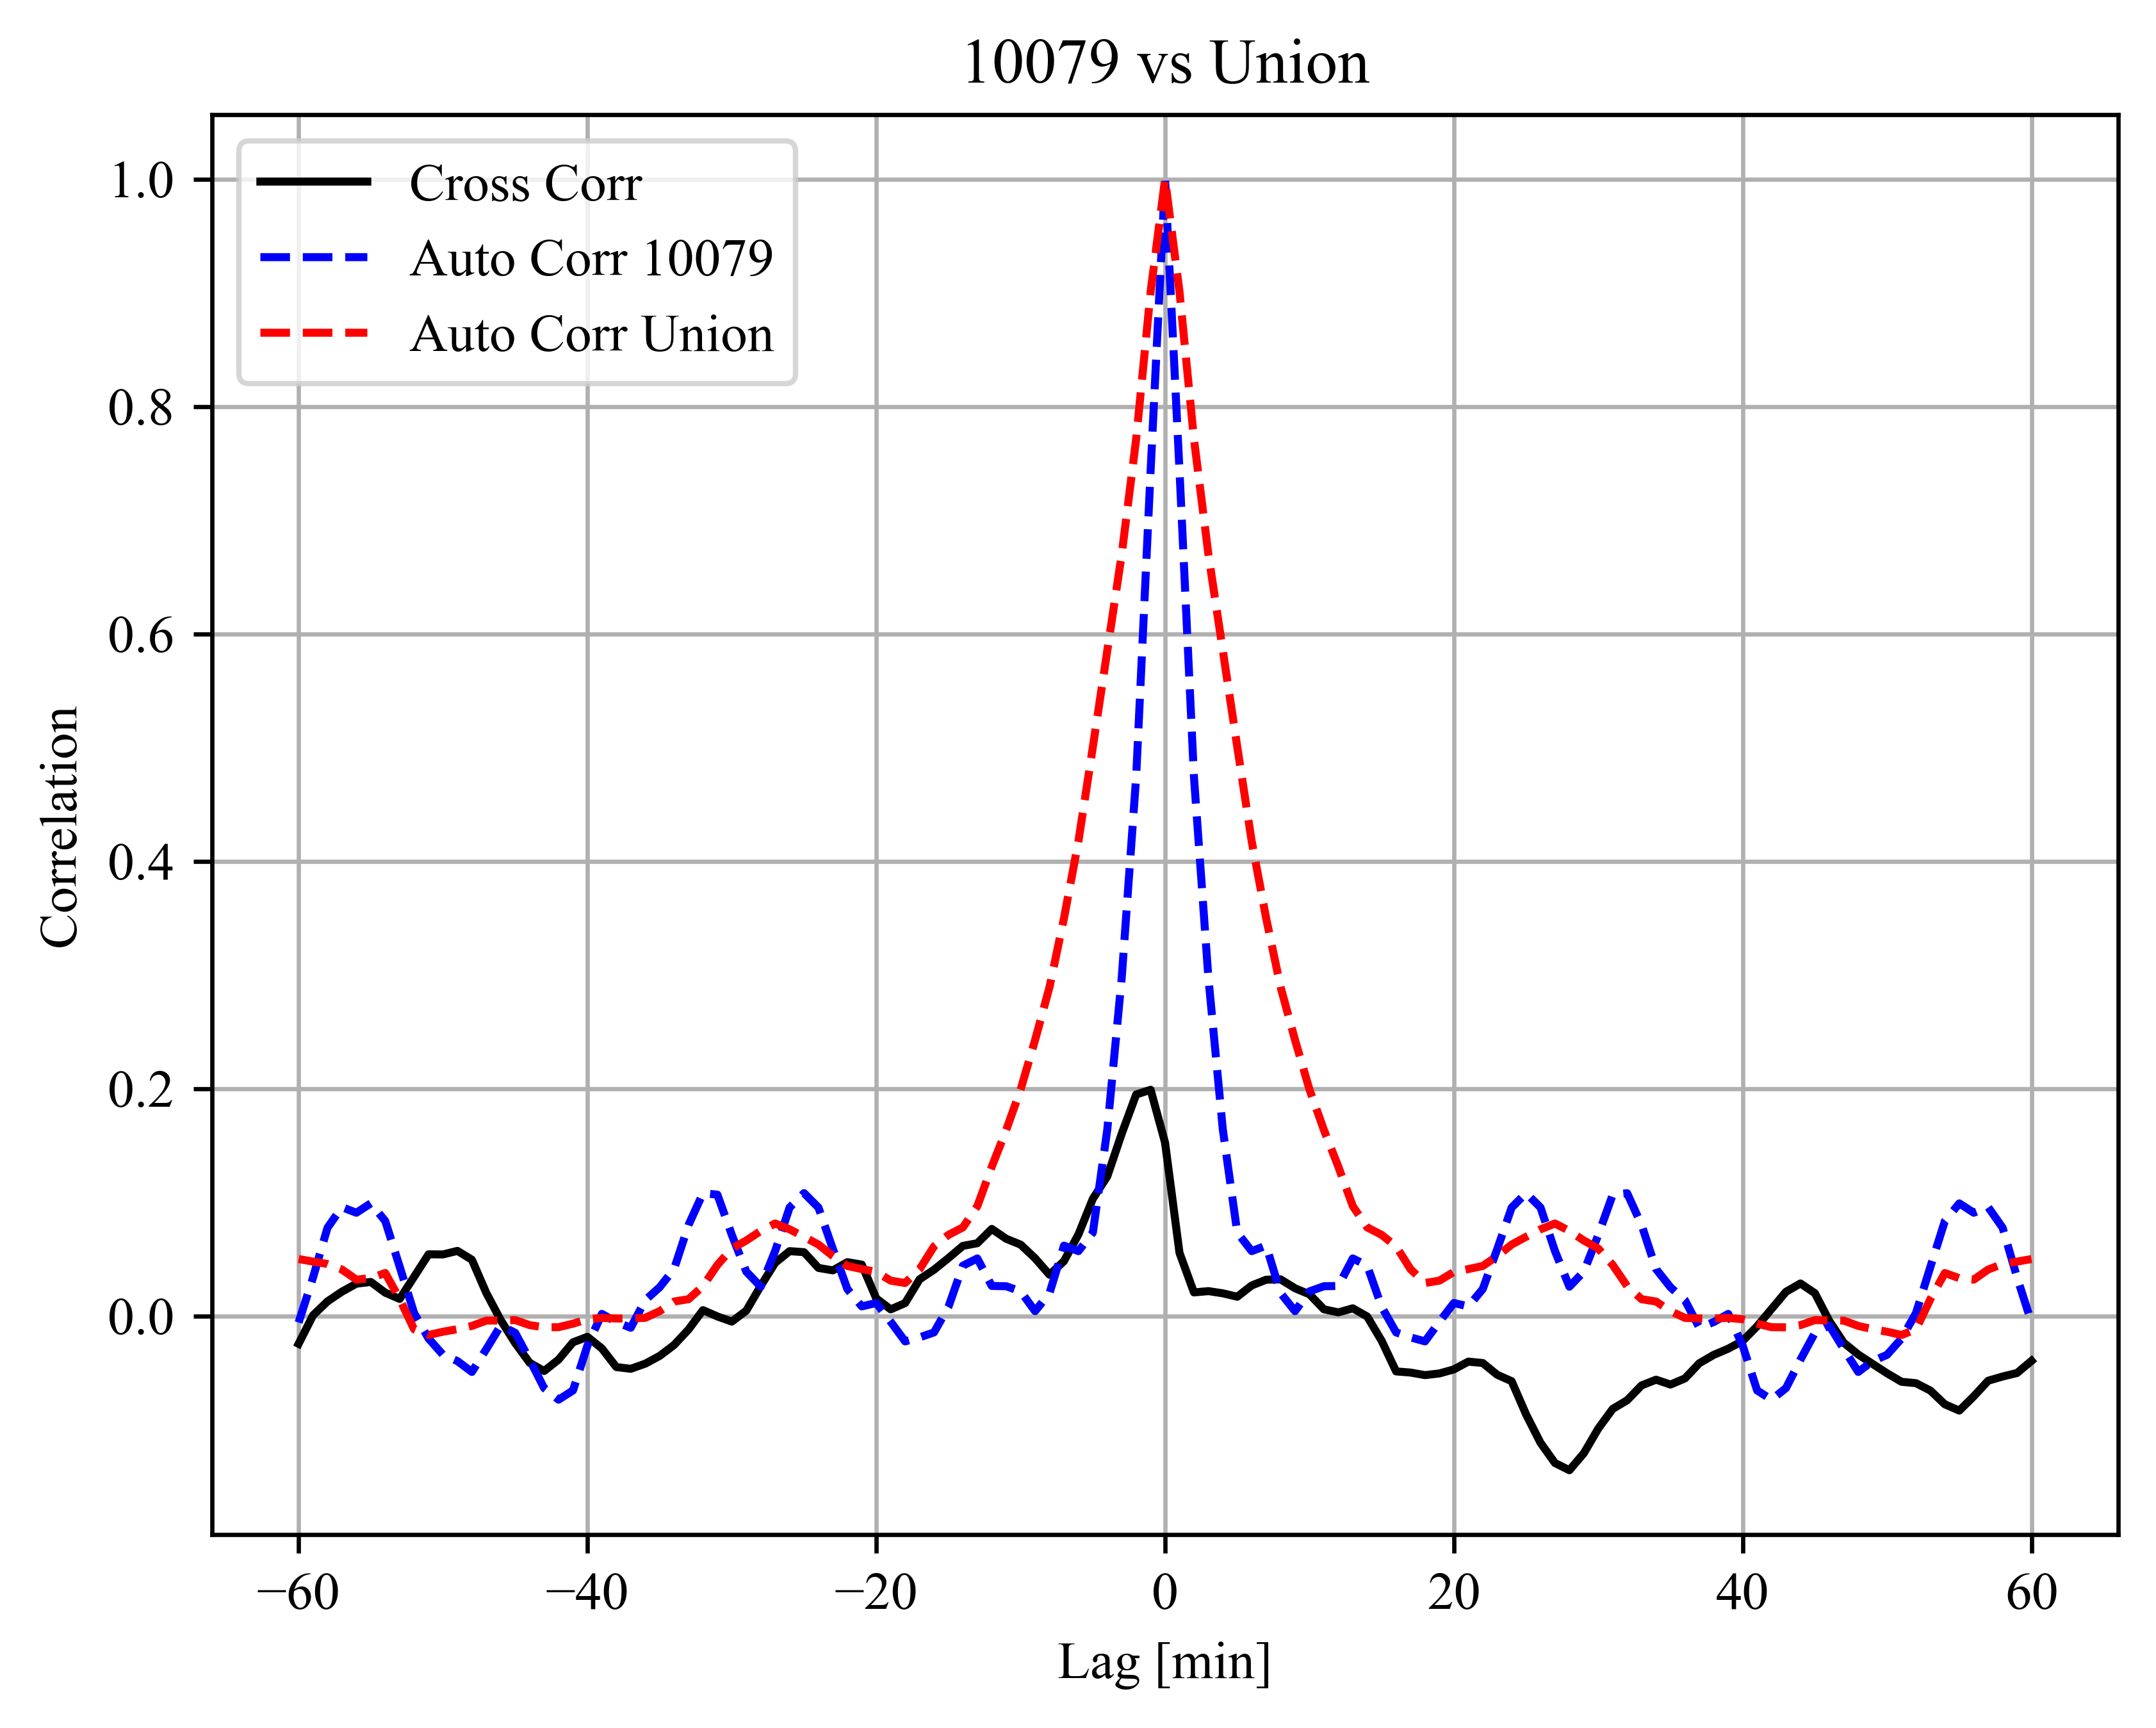 10079 vs Union
Cross Corr
Auto Corr 10079
Auto Corr Union
1.0
0.8
0.6
0.4
0.2
0.0
Correlation
−60 −40 −20 0 20 40 60
Lag [min]